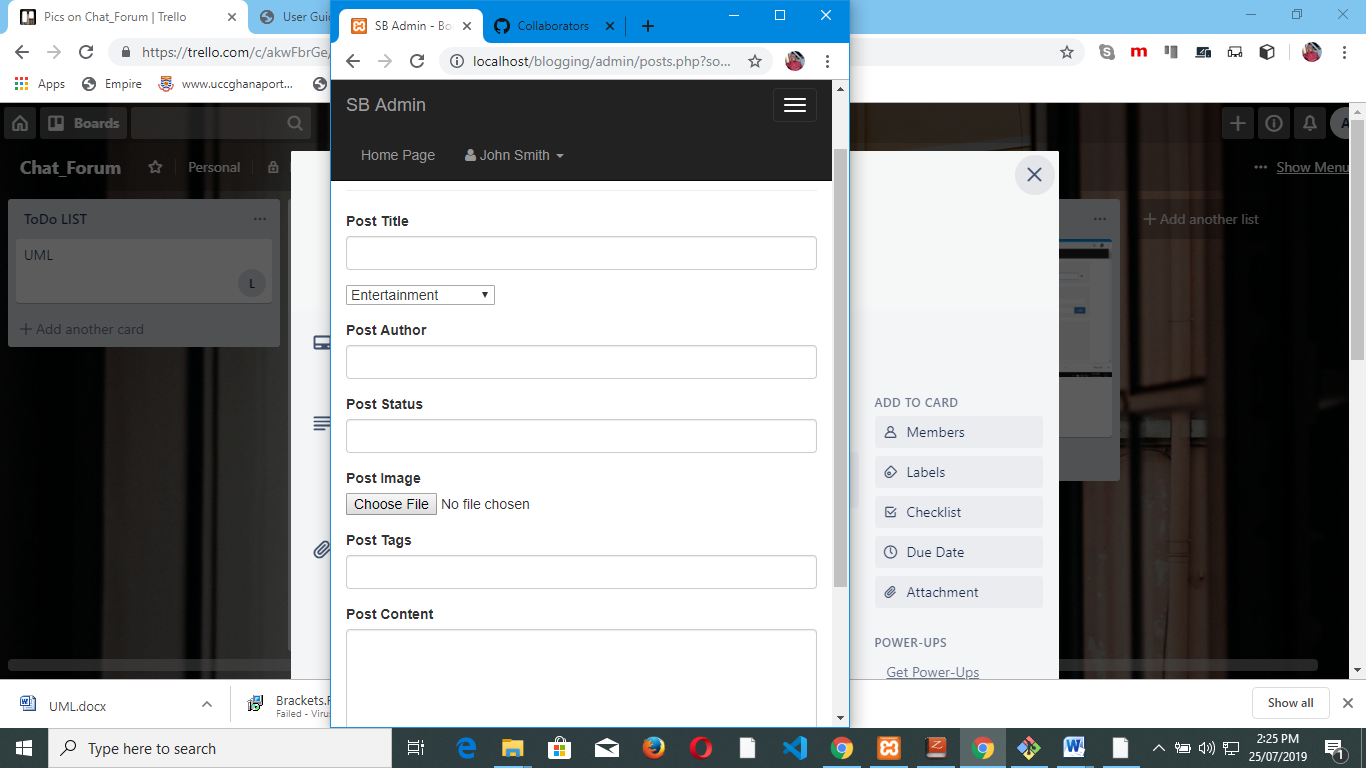 Pics on Chat_Forum | Trello
User Gui
SB Admin - Bo
Collaborators
https://trello.com/c/akwFbrGe/
localhost/blogging/admin/posts.php?so...
Apps
Empire
www.uccghanaport...
SB Admin
Home Page
John Smith
Boards
Chat_Forum
Personal
Show Menu
ToDo LIST
UML
L
+ Add another card
+ Add another list
Post Title
Entertainment
Post Author
Post Status
Post Image
Choose File No file chosen
Post Tags
Post Content
ADD TO CARD
Members
Labels
Checklist
Due Date
Attachment
POWER-UPS
Get Power-Ups
UML.docx
Brackets.
Failed - Viru
Show all
Type here to search
2:25 PM
25/07/2019
1